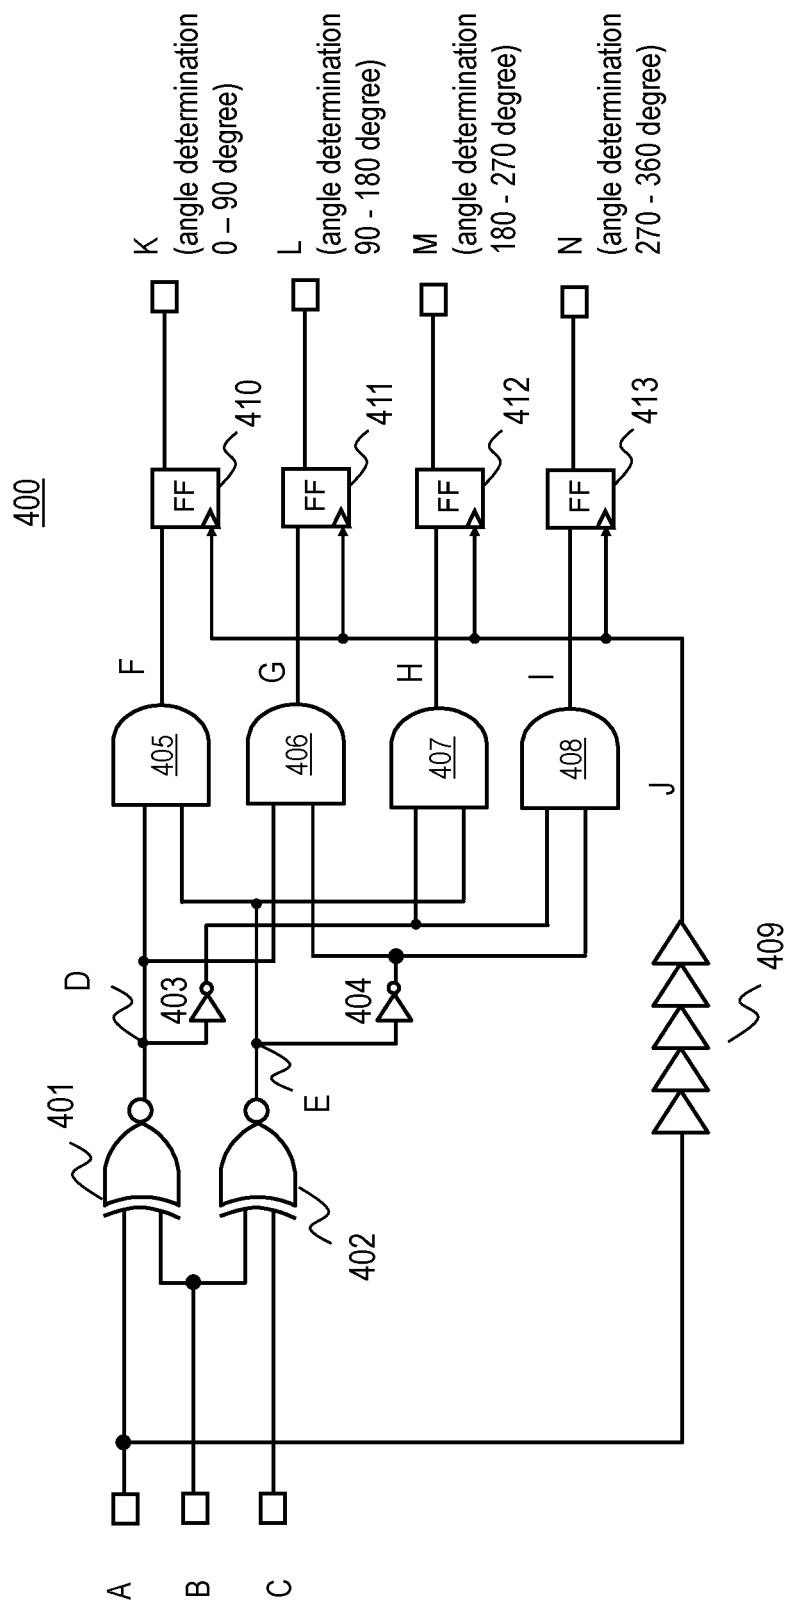 400
A
B
C
401
402
D
E
403
404
405
406
407
408
409
F
G
H
I
J
FF
410
FF
411
FF
412
FF
413
K
(angle determination
0 – 90 degree)
L
(angle determination
90 - 180 degree)
M
(angle determination
180 - 270 degree)
N
(angle determination
270 - 360 degree)